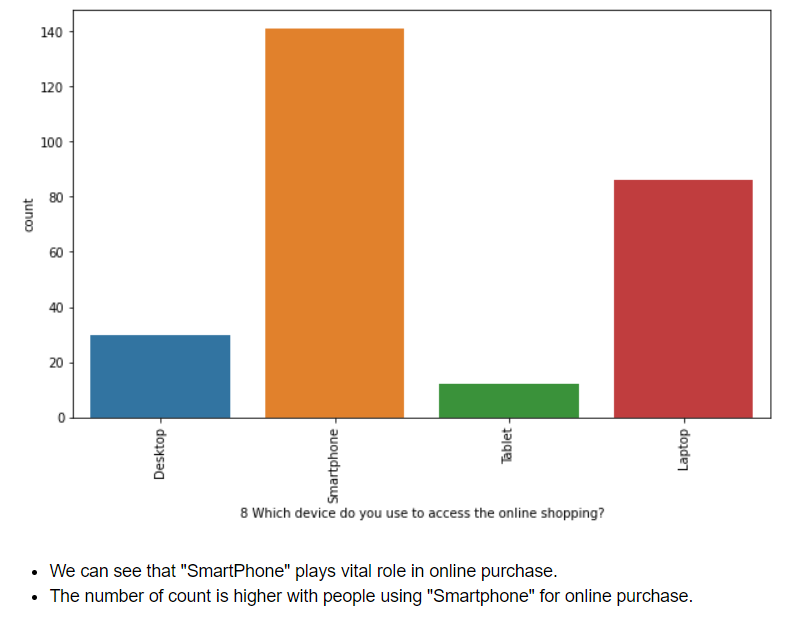 140
120
100
80
60
40
20
0
count
Desktop
Smartphone
Tablet
Laptop
8 Which device do you use to access the online shopping?
We can see that "SmartPhone" plays vital role in online purchase.
The number of count is higher with people using "Smartphone" for online purchase.